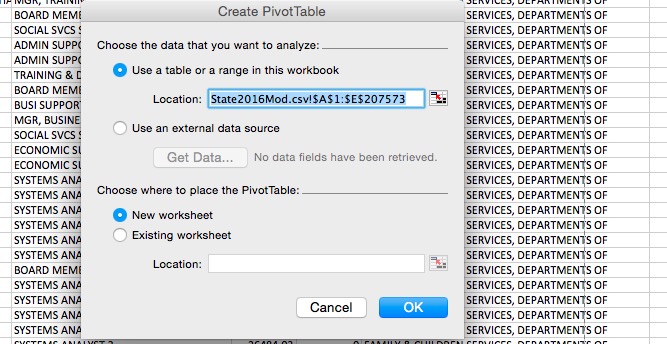 MGR, TRAININ SERVICES, DEPARTMENTS OF
Create PivotTable
BOARD MEME SERVICES, DEPARTMENTS OF
SOCIAL SVCS S SERVICES, DEPARTMENTS OF
Choose the data that you want to analyze:
ADMIN SUPPO SERVICES, DEPARTMENTS OF
ADMIN SUPPO SERVICES, DEPARTMENTS OF
Use a table or a range in this workbook
TRAINING & D SERVICES, DEPARTMENTS OF
BOARD MEME SERVICES, DEPARTMENTS OF
Location: State2016Mod.csv!$A$1:$E$207573
BUSI SUPPORT SERVICES, DEPARTMENTS OF
MGR, BUSINE SERVICES, DEPARTMENTS OF
Use an external data source
SOCIAL SVCS S SERVICES, DEPARTMENTS OF
ECONOMIC SU SERVICES, DEPARTMENTS OF
Get Data... No data fields have been retrieved.
ECONOMIC SU SERVICES, DEPARTMENTS OF
SYSTEMS ANA SERVICES, DEPARTMENTS OF
Choose where to place the PivotTable:
SYSTEMS ANA SERVICES, DEPARTMENTS OF
SYSTEMS ANA SERVICES, DEPARTMENTS OF
New worksheet
SYSTEMS ANA SERVICES, DEPARTMENTS OF
Existing worksheet
SYSTEMS ANA SERVICES, DEPARTMENTS OF
SYSTEMS ANA SERVICES, DEPARTMENTS OF
Location:
BOARD MEME SERVICES, DEPARTMENTS OF
SYSTEMS ANA SERVICES, DEPARTMENTS OF
SYSTEMS ANA SERVICES, DEPARTMENTS OF
Cancel OK
SYSTEMS ANA SERVICES, DEPARTMENTS OF
SYSTEMS ANA SERVICES, DEPARTMENTS OF
SYSTEMS ANALYST 2 0 FAMILY & CHILDREN SERVICES, DEPARTMENTS OF